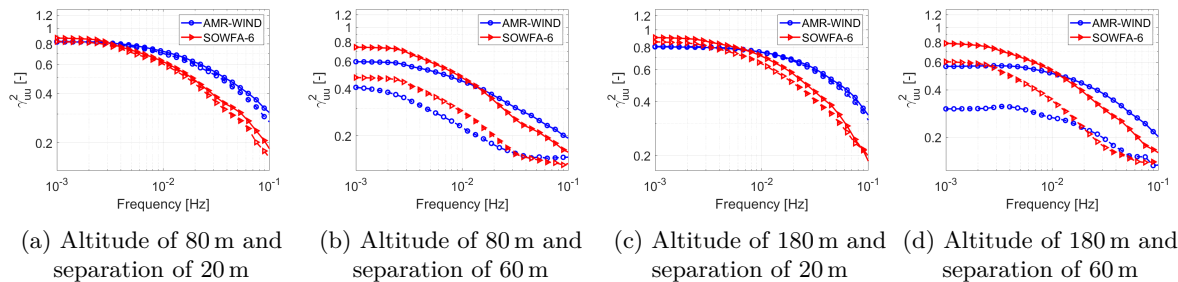 1.2
1
0.8
0.6
0.4
0.2
γ²uu [-]
AMR-WIND
SOWFA-6
10⁻³
10⁻²
10⁻¹
Frequency [Hz]
(a) Altitude of 80 m and
separation of 20 m
1.2
1
0.8
0.6
0.4
0.2
γ²uu [-]
AMR-WIND
SOWFA-6
10⁻³
10⁻²
10⁻¹
Frequency [Hz]
(b) Altitude of 80 m and
separation of 60 m
1.2
1
0.8
0.6
0.4
0.2
γ²uu [-]
AMR-WIND
SOWFA-6
10⁻³
10⁻²
10⁻¹
Frequency [Hz]
(c) Altitude of 180 m and
separation of 20 m
1.2
1
0.8
0.6
0.4
0.2
γ²uu [-]
AMR-WIND
SOWFA-6
10⁻³
10⁻²
10⁻¹
Frequency [Hz]
(d) Altitude of 180 m and
separation of 60 m